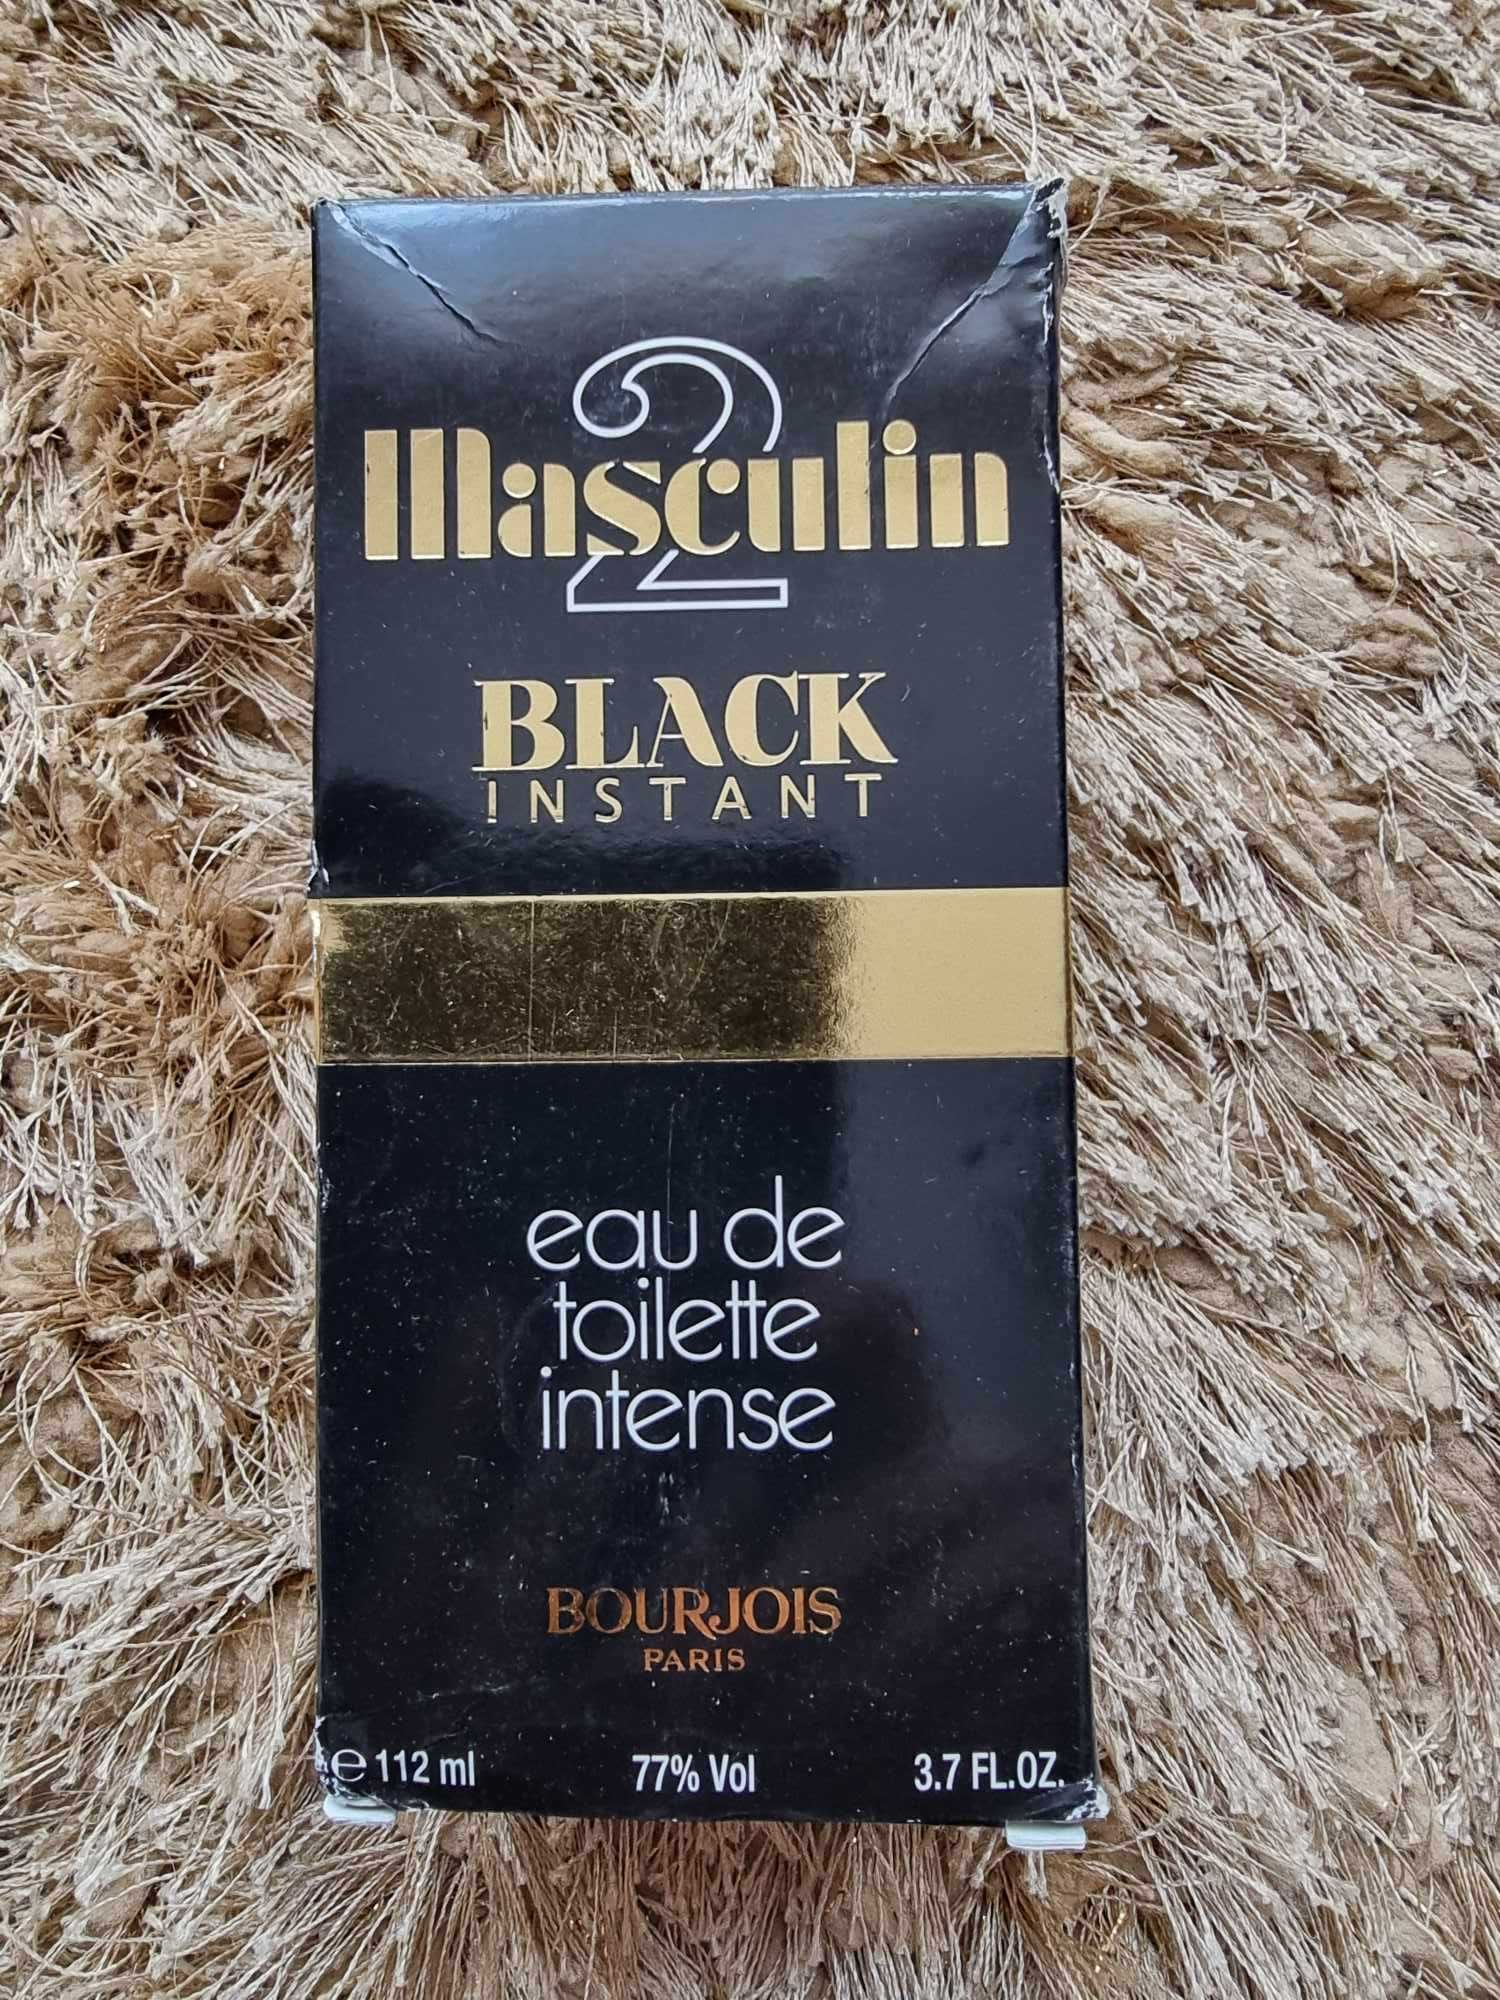 2
Masculin
BLACK
INSTANT
eau de
toilette
intense
BOURJOIS
PARIS
℮ 112 ml 77% Vol 3.7 FL.OZ.